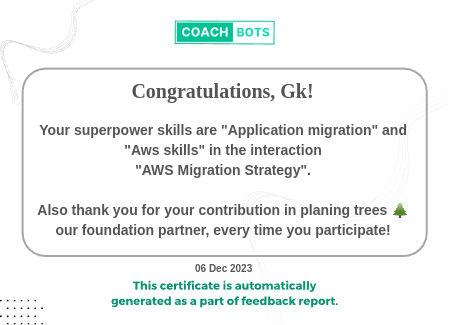 COACH BOTS
Congratulations, Gk!
Your superpower skills are "Application migration" and
"Aws skills" in the interaction
"AWS Migration Strategy".
Also thank you for your contribution in planing trees 🌲
our foundation partner, every time you participate!
06 Dec 2023
This certificate is automatically
generated as a part of feedback report.